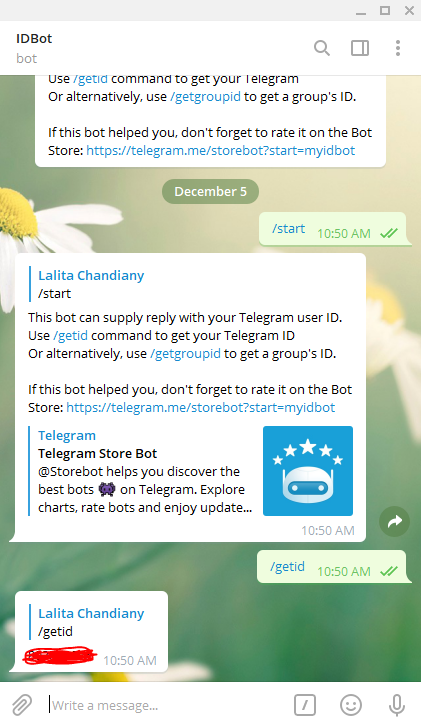 IDBot
bot
Use /getid command to get your Telegram
Or alternatively, use /getgroupid to get a group's ID.
If this bot helped you, don't forget to rate it on the Bot
Store: https://telegram.me/storebot?start=myidbot
December 5
/start 10:50 AM
Lalita Chandiany
/start
This bot can supply reply with your Telegram user ID.
Use /getid command to get your Telegram ID
Or alternatively, use /getgroupid to get a group's ID.
If this bot helped you, don't forget to rate it on the Bot
Store: https://telegram.me/storebot?start=myidbot
Telegram
Telegram Store Bot
@Storebot helps you discover the
best bots 👾 on Telegram. Explore
charts, rate bots and enjoy update...
10:50 AM
/getid 10:50 AM
Lalita Chandiany
/getid
10:50 AM
Write a message...